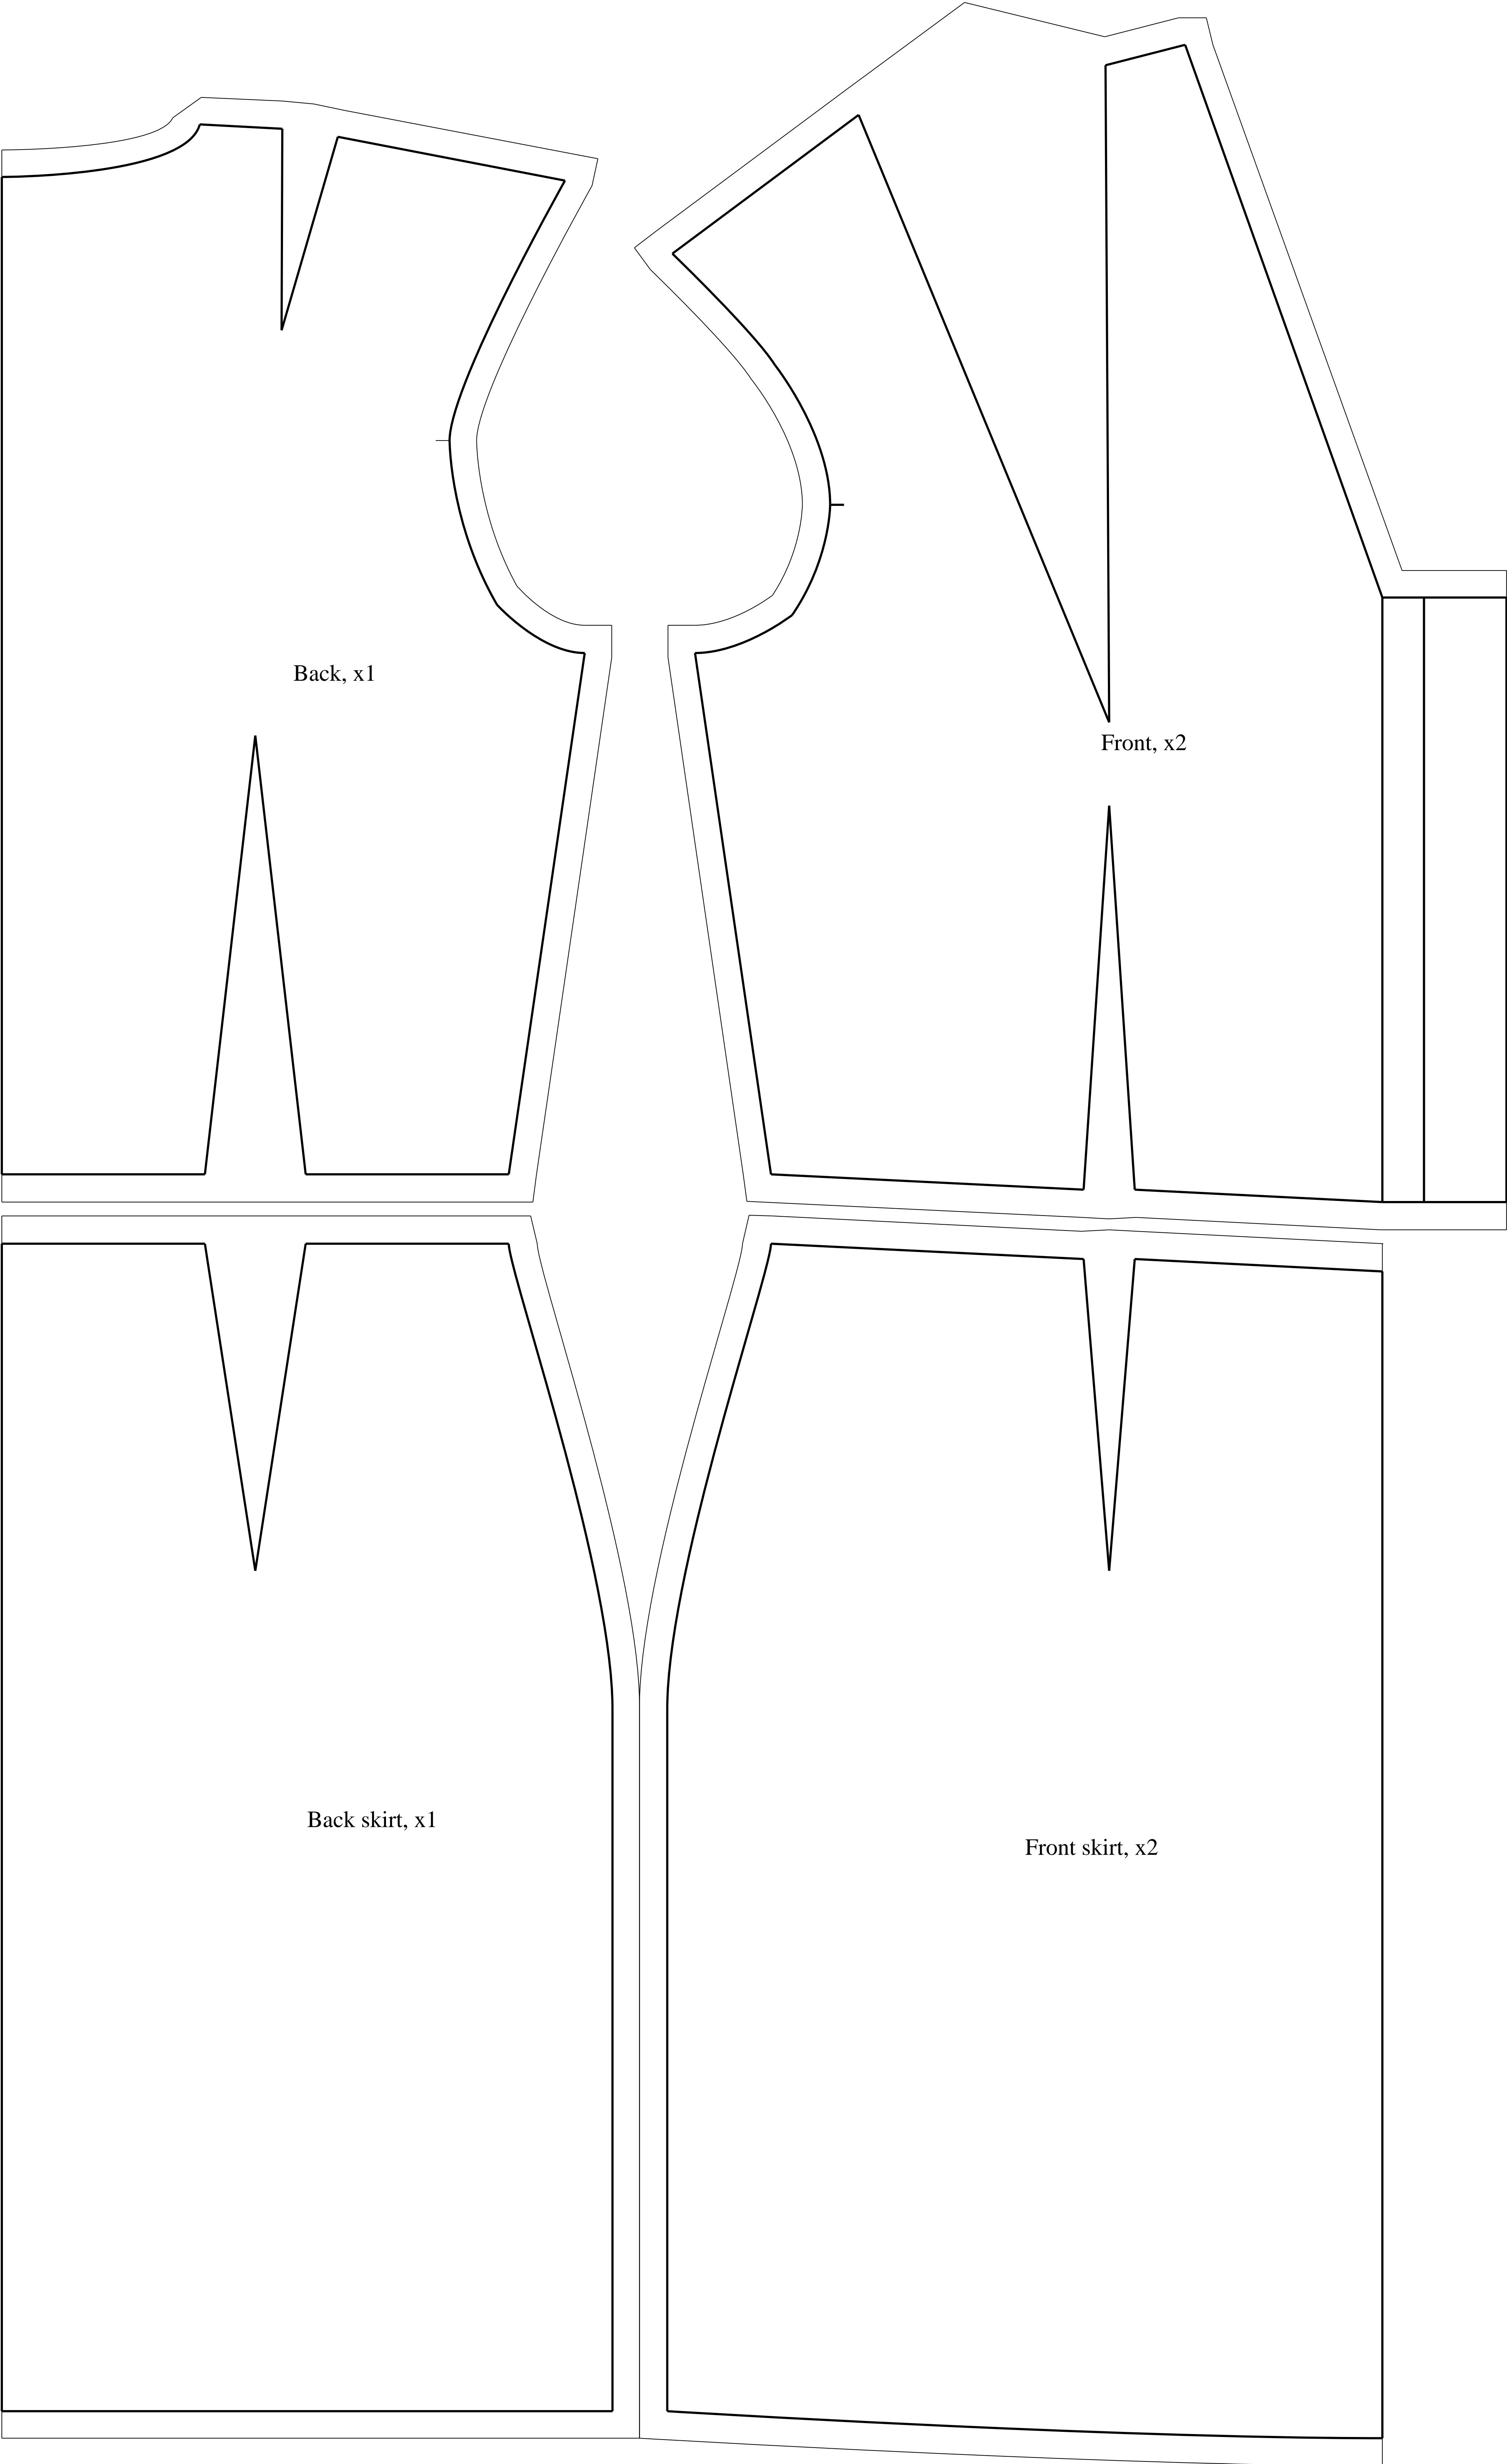 Back, x1
Front, x2
Back skirt, x1
Front skirt, x2